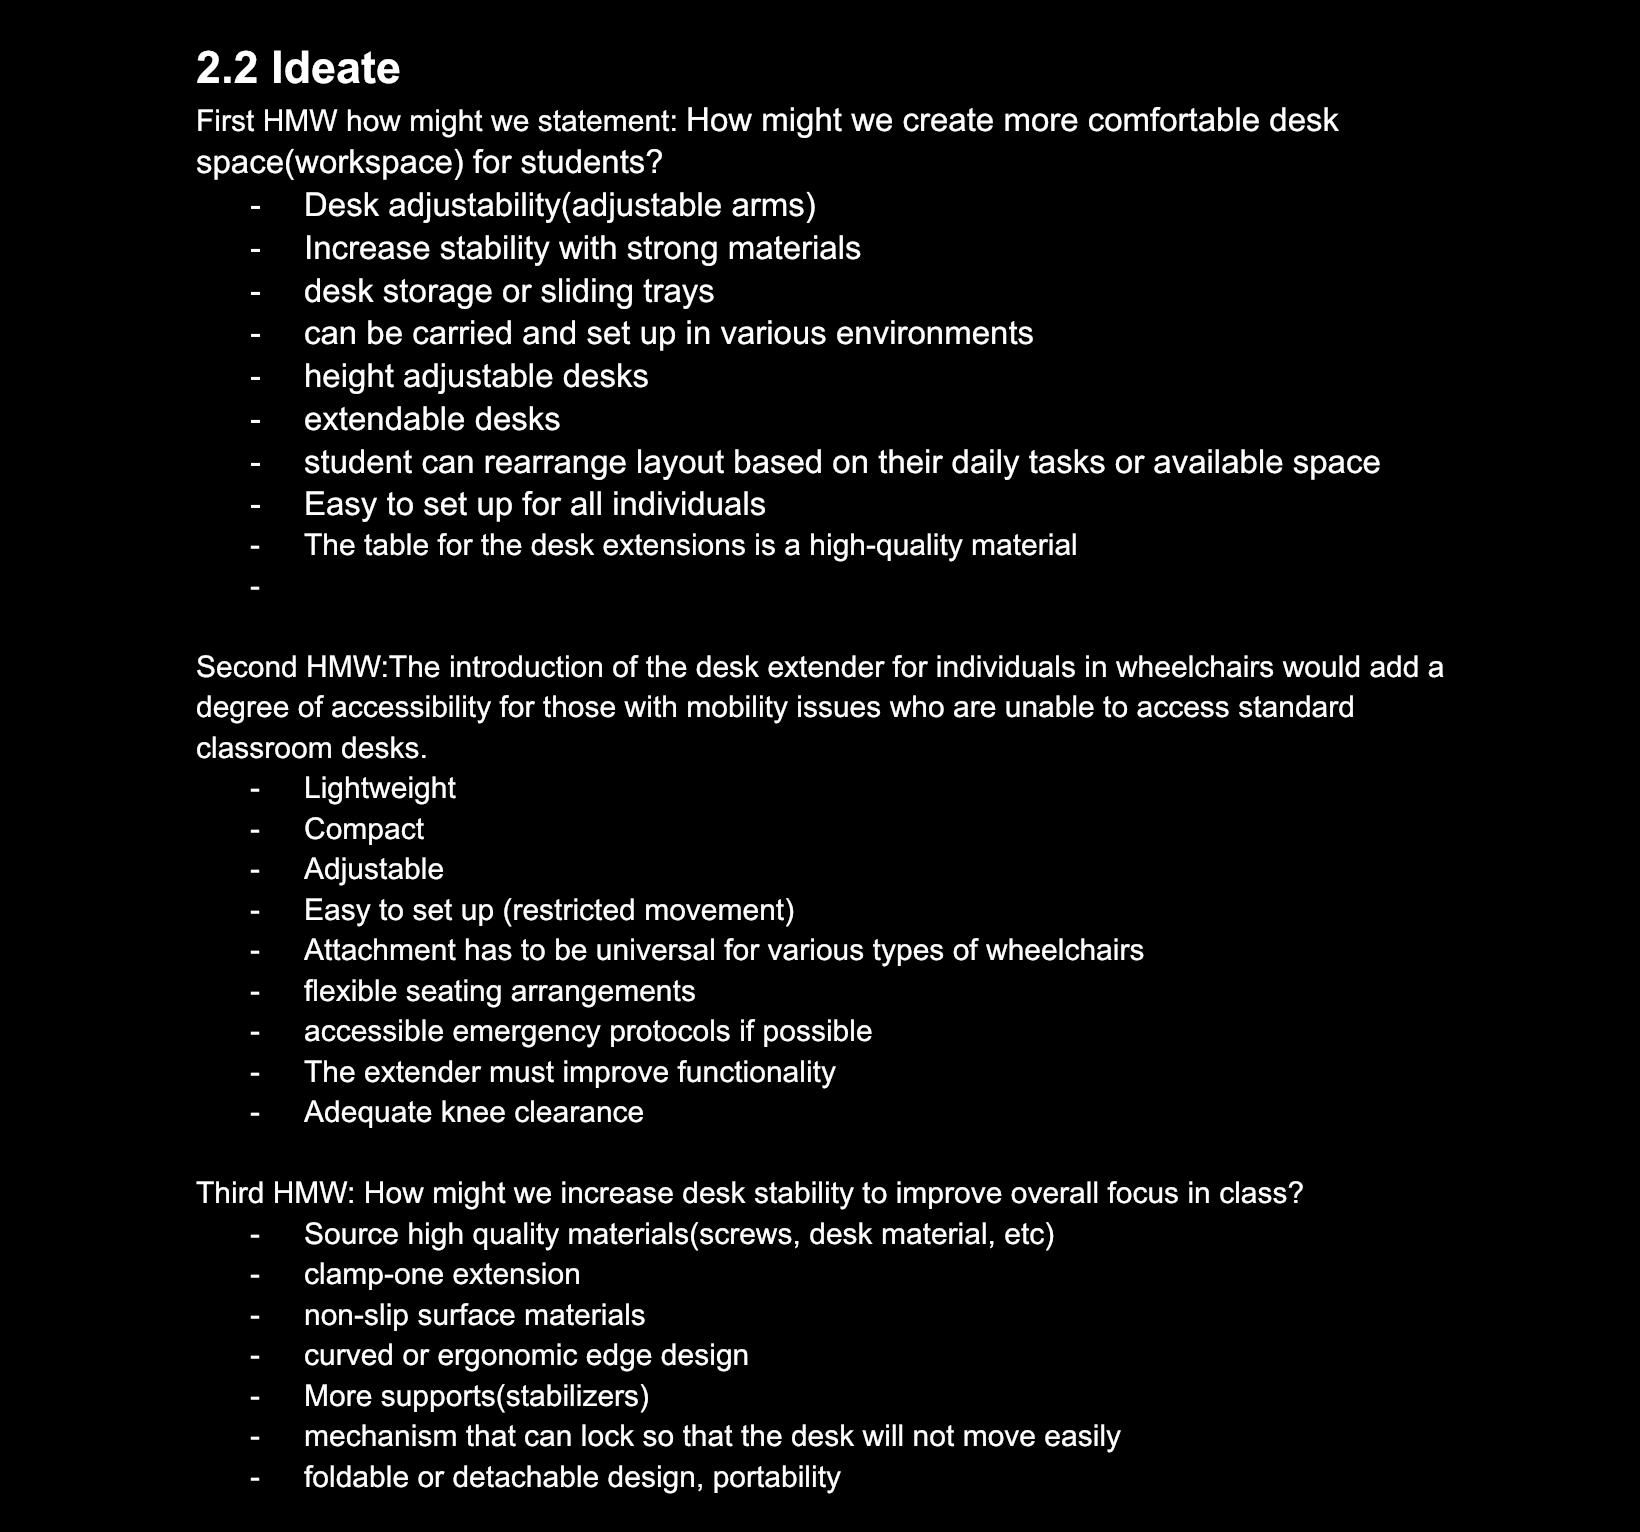 2.2 Ideate
First HMW how might we statement: How might we create more comfortable desk
space(workspace) for students?
- Desk adjustability(adjustable arms)
- Increase stability with strong materials
- desk storage or sliding trays
- can be carried and set up in various environments
- height adjustable desks
- extendable desks
- student can rearrange layout based on their daily tasks or available space
- Easy to set up for all individuals
- The table for the desk extensions is a high-quality material
-
Second HMW:The introduction of the desk extender for individuals in wheelchairs would add a
degree of accessibility for those with mobility issues who are unable to access standard
classroom desks.
- Lightweight
- Compact
- Adjustable
- Easy to set up (restricted movement)
- Attachment has to be universal for various types of wheelchairs
- flexible seating arrangements
- accessible emergency protocols if possible
- The extender must improve functionality
- Adequate knee clearance
Third HMW: How might we increase desk stability to improve overall focus in class?
- Source high quality materials(screws, desk material, etc)
- clamp-one extension
- non-slip surface materials
- curved or ergonomic edge design
- More supports(stabilizers)
- mechanism that can lock so that the desk will not move easily
- foldable or detachable design, portability